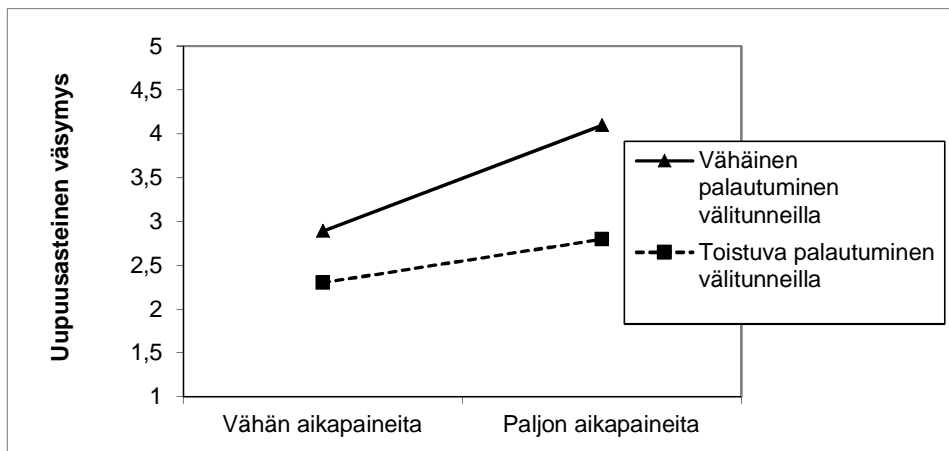 Uupuusasteinen väsymys
5
4,5
4
3,5
3
2,5
2
1,5
1
Vähän aikapaineita
Paljon aikapaineita
Vähäinen
palautuminen
välitunneilla
Toistuva palautuminen
välitunneilla